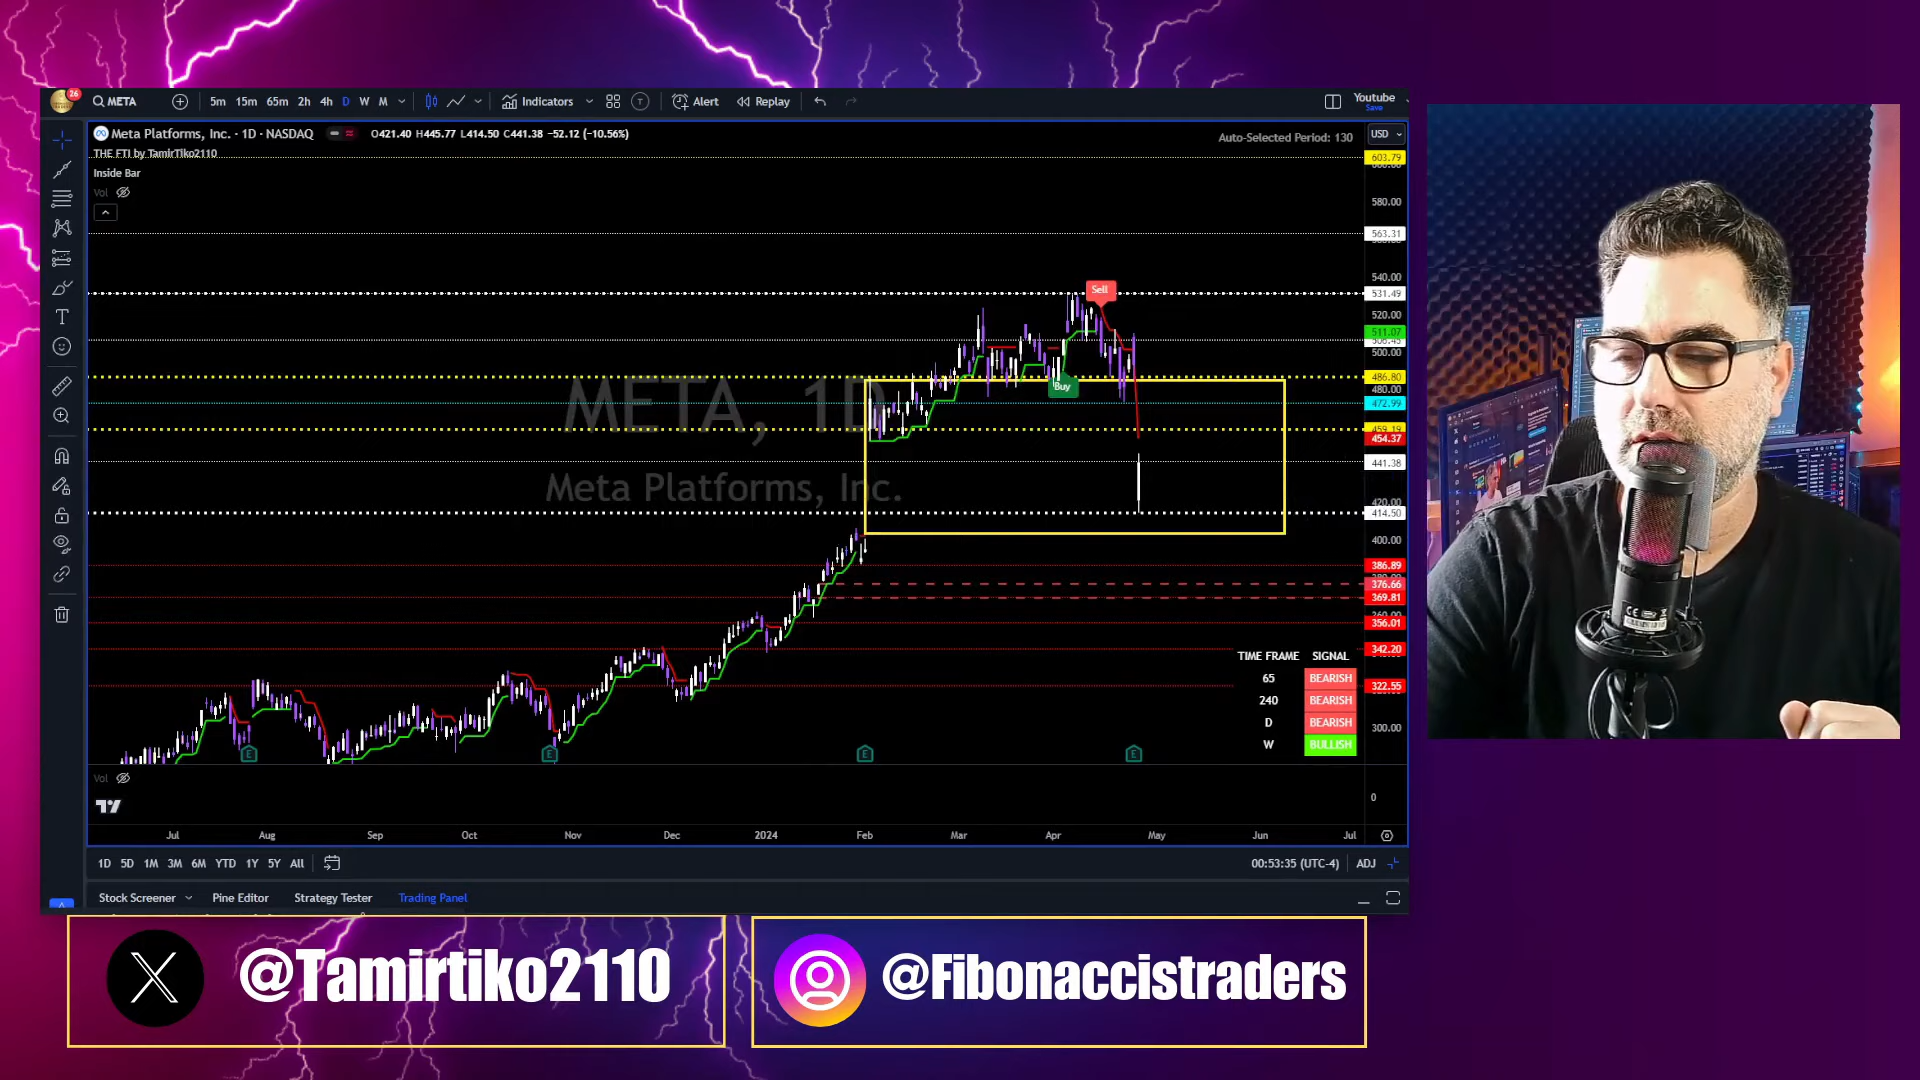 26
META
5m 15m 65m 2h 4h D W M
Indicators
Alert
Replay
Youtube
Save
Meta Platforms, Inc. · 1D · NASDAQ
O421.40 H445.77 L414.50 C441.38 -52.12 (-10.56%)
Auto-Selected Period: 130
USD
THE FTI by TamirTiko2110
Inside Bar
Vol
603.79
580.00
563.31
540.00
531.49
520.00
511.07
500.00
486.80
480.00
472.99
459.19
454.37
441.38
420.00
414.50
400.00
386.89
376.66
369.81
356.01
342.20
322.55
300.00
Sell
Buy
META, 1D
Meta Platforms, Inc.
TIME FRAME SIGNAL
65 BEARISH
240 BEARISH
D BEARISH
W BULLISH
E E E E
Vol
0
Jul Aug Sep Oct Nov Dec 2024 Feb Mar Apr May Jun Jul
1D 5D 1M 3M 6M YTD 1Y 5Y All
00:53:35 (UTC-4) ADJ
Stock Screener Pine Editor Strategy Tester Trading Panel
@Tamirtiko2110
@Fibonaccistraders